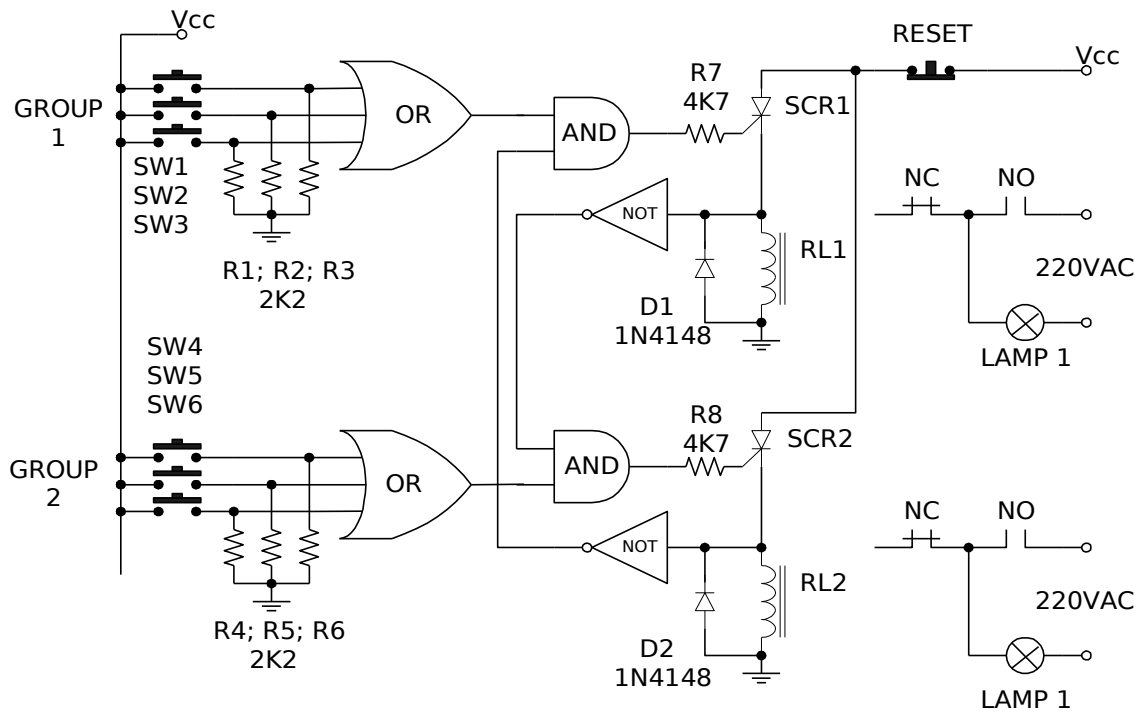 Vcc
RESET
Vcc
GROUP
1
OR
AND
R7
4K7
SCR1
SW1
SW2
SW3
NC
NO
NOT
R1; R2; R3
2K2
RL1
220VAC
D1
1N4148
LAMP 1
SW4
SW5
SW6
GROUP
2
OR
AND
R8
4K7
SCR2
NC
NO
NOT
R4; R5; R6
2K2
RL2
220VAC
D2
1N4148
LAMP 1